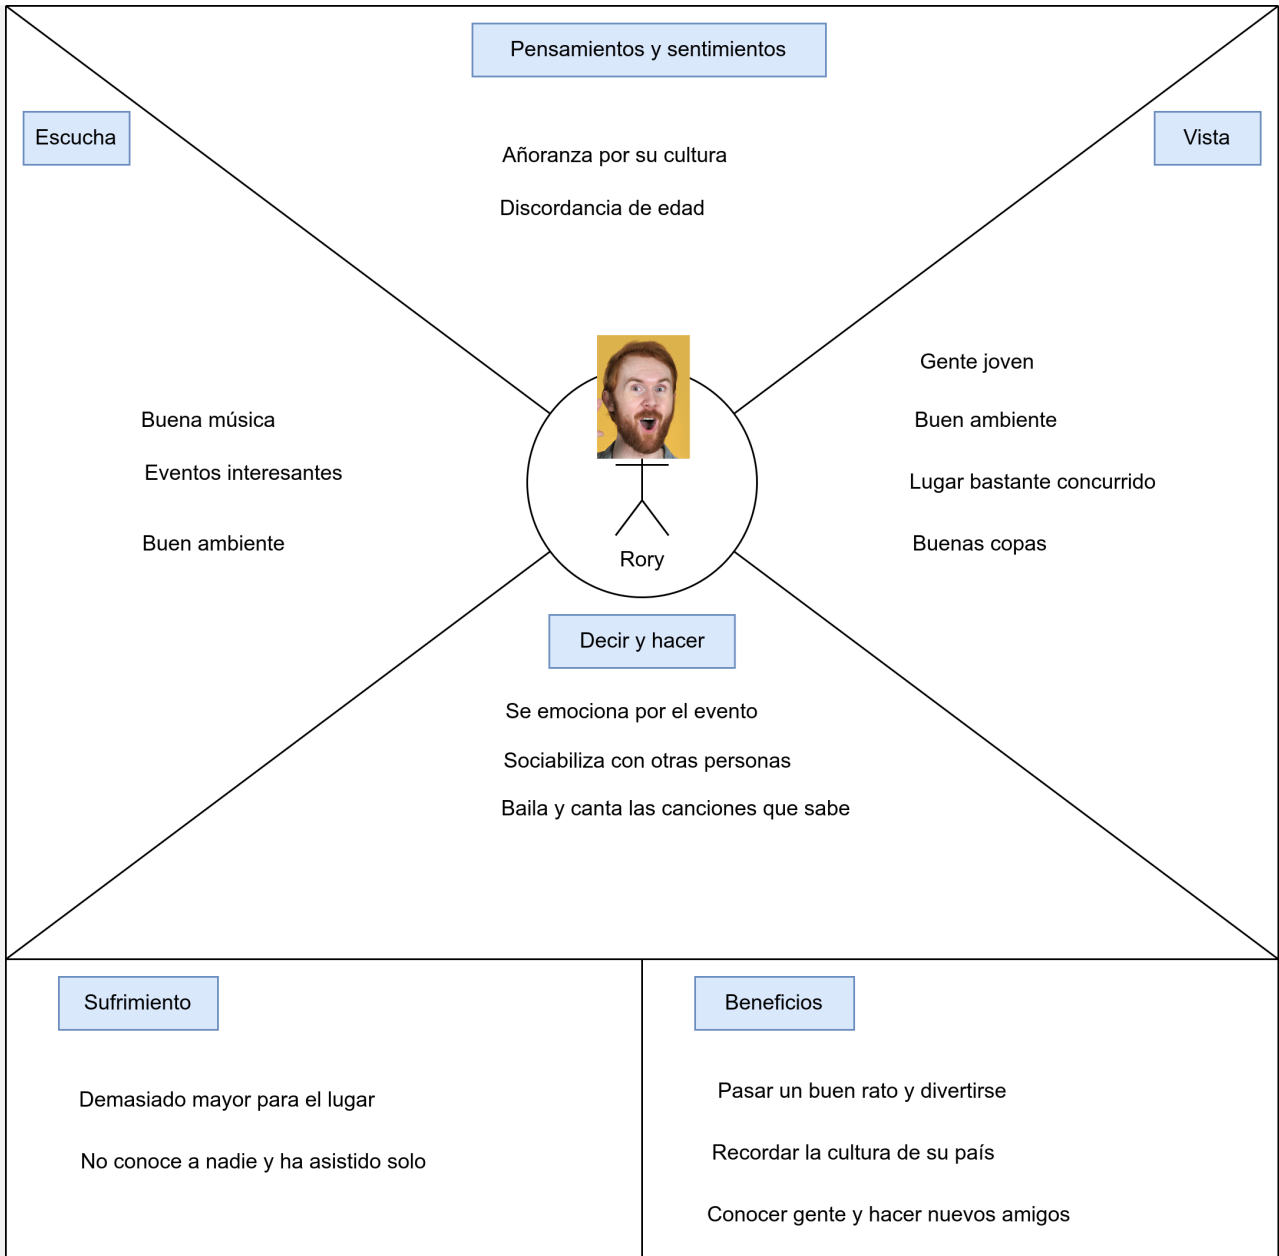 Pensamientos y sentimientos
Escucha
Vista
Añoranza por su cultura
Discordancia de edad
Buena música
Eventos interesantes
Buen ambiente
Gente joven
Buen ambiente
Lugar bastante concurrido
Buenas copas
Rory
Decir y hacer
Se emociona por el evento
Sociabiliza con otras personas
Baila y canta las canciones que sabe
Sufrimiento
Demasiado mayor para el lugar
No conoce a nadie y ha asistido solo
Beneficios
Pasar un buen rato y divertirse
Recordar la cultura de su país
Conocer gente y hacer nuevos amigos